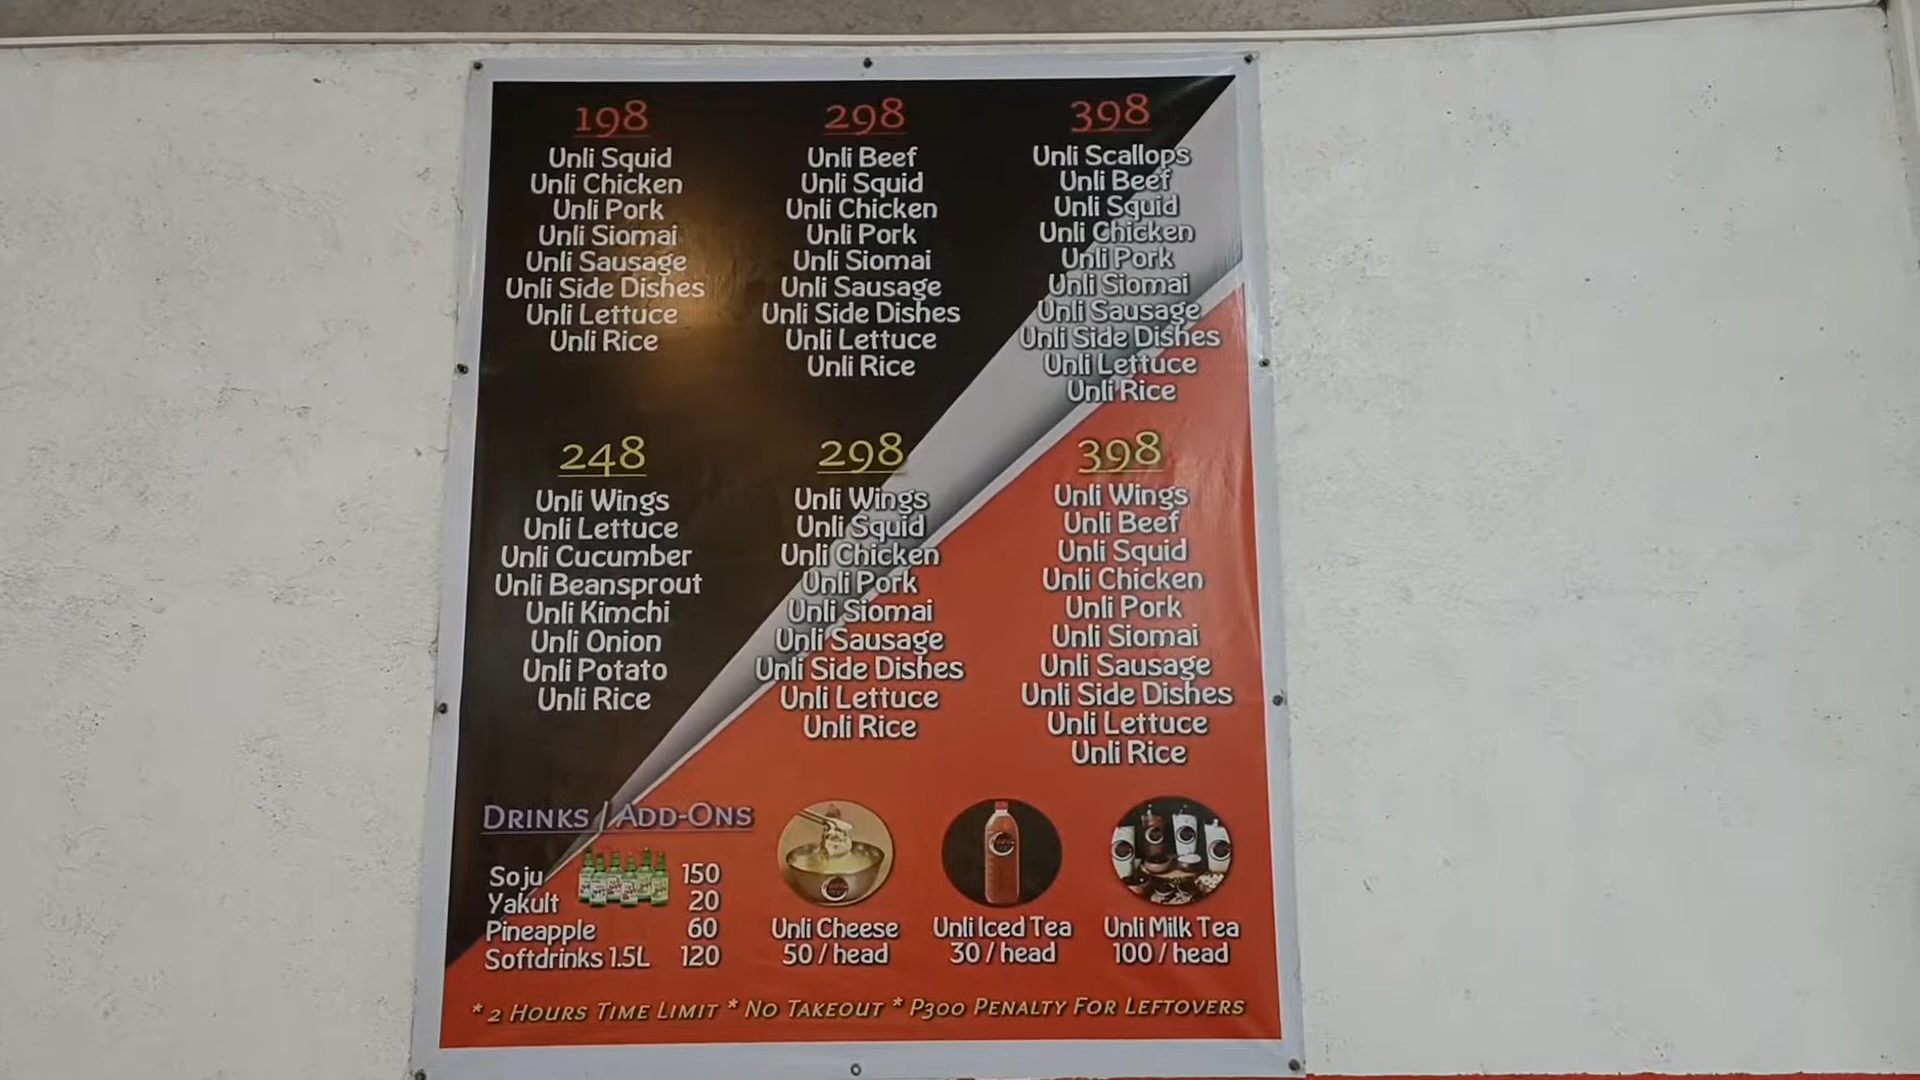 198
Unli Squid
Unli Chicken
Unli Pork
Unli Siomai
Unli Sausage
Unli Side Dishes
Unli Lettuce
Unli Rice
298
Unli Beef
Unli Squid
Unli Chicken
Unli Pork
Unli Siomai
Unli Sausage
Unli Side Dishes
Unli Lettuce
Unli Rice
398
Unli Scallops
Unli Beef
Unli Squid
Unli Chicken
Unli Pork
Unli Siomai
Unli Sausage
Unli Side Dishes
Unli Lettuce
Unli Rice
248
Unli Wings
Unli Lettuce
Unli Cucumber
Unli Beansprout
Unli Kimchi
Unli Onion
Unli Potato
Unli Rice
298
Unli Wings
Unli Squid
Unli Chicken
Unli Pork
Unli Siomai
Unli Sausage
Unli Side Dishes
Unli Lettuce
Unli Rice
398
Unli Wings
Unli Beef
Unli Squid
Unli Chicken
Unli Pork
Unli Siomai
Unli Sausage
Unli Side Dishes
Unli Lettuce
Unli Rice
DRINKS / ADD-ONS
Soju 150
Yakult 20
Pineapple 60
Softdrinks 1.5L 120
Unli Cheese
50 / head
Unli Iced Tea
30 / head
Unli Milk Tea
100 / head
* 2 HOURS TIME LIMIT * NO TAKEOUT * P300 PENALTY FOR LEFTOVERS